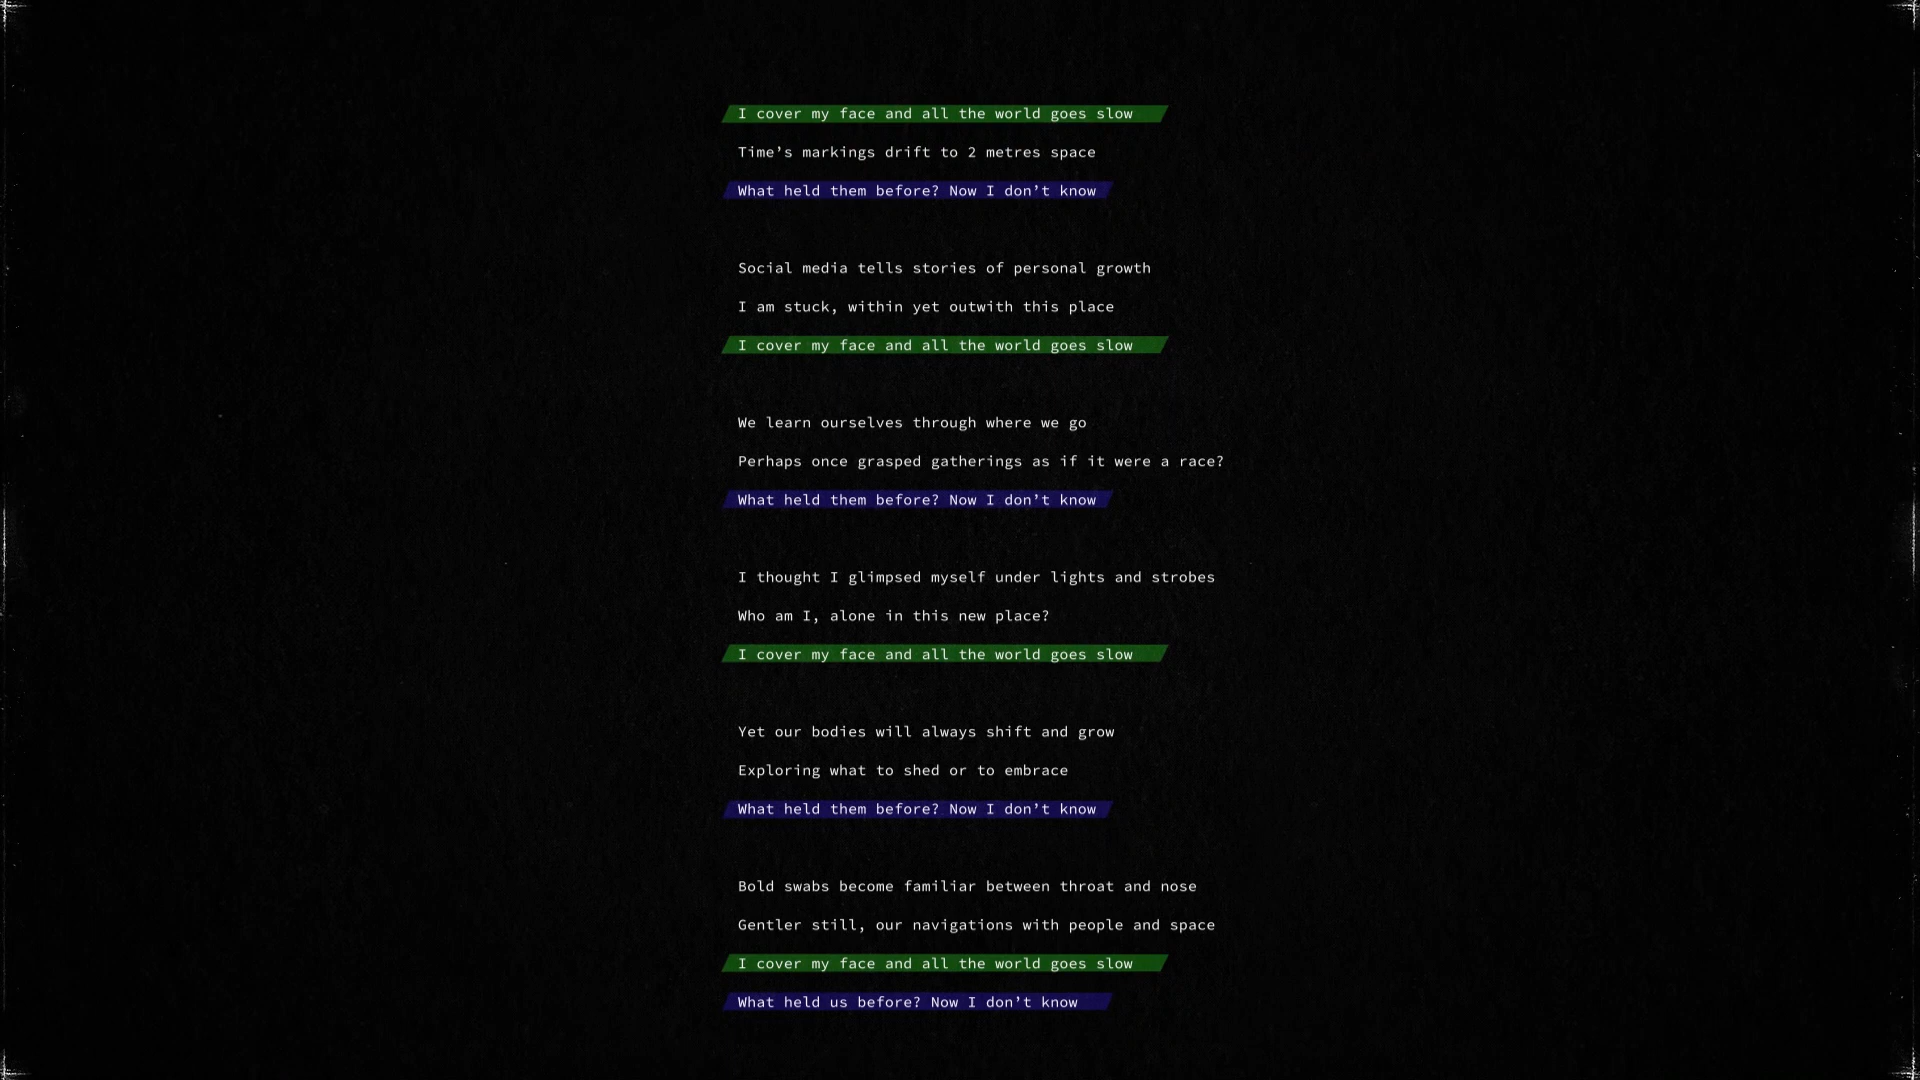 I cover my face and all the world goes slow
Time’s markings drift to 2 metres space
What held them before? Now I don’t know
Social media tells stories of personal growth
I am stuck, within yet outwith this place
I cover my face and all the world goes slow
We learn ourselves through where we go
Perhaps once grasped gatherings as if it were a race?
What held them before? Now I don’t know
I thought I glimpsed myself under lights and strobes
Who am I, alone in this new place?
I cover my face and all the world goes slow
Yet our bodies will always shift and grow
Exploring what to shed or to embrace
What held them before? Now I don’t know
Bold swabs become familiar between throat and nose
Gentler still, our navigations with people and space
I cover my face and all the world goes slow
What held us before? Now I don’t know